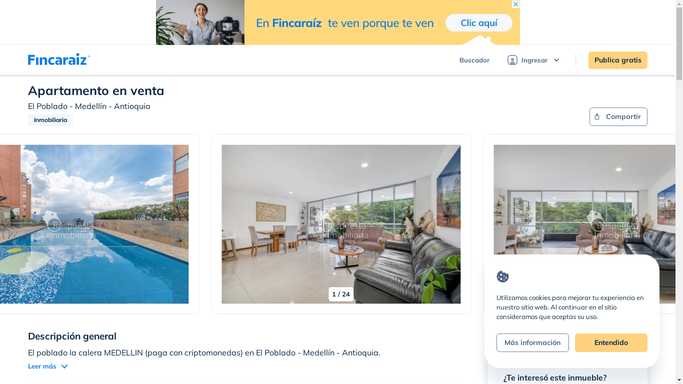 En Fincaraíz te ven porque te ven
Clic aquí
Fincaraíz
Buscador
Ingresar
Publica gratis
Apartamento en venta
El Poblado - Medellín - Antioquia
Inmobiliaria
Compartir
1 / 24
Utilizamos cookies para mejorar tu experiencia en
nuestro sitio web. Al continuar en el sitio
consideramos que aceptas su uso.
Más información
Entendido
Descripción general
El poblado la calera MEDELLIN (paga con criptomonedas) en El Poblado - Medellín - Antioquia.
Leer más
¿Te interesó este inmueble?